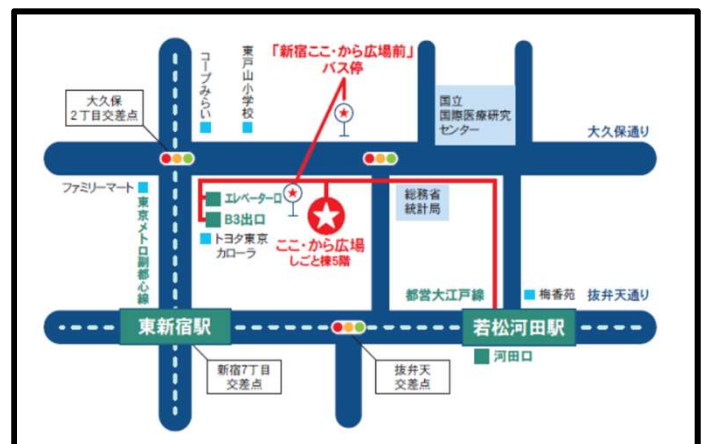 「新宿ここ・から広場前」
バス停
コープみらい
東戸山小学校
大久保
2丁目交差点
国立
国際医療研究
センター
大久保通り
ファミリーマート
エレベーター口
B3出口
トヨタ東京
カローラ
ここ・から広場
しごと棟5階
総務省
統計局
東京メトロ副都心線
都営大江戸線
梅香苑
抜弁天通り
東新宿駅
若松河田駅
河田口
新宿7丁目
交差点
抜弁天
交差点